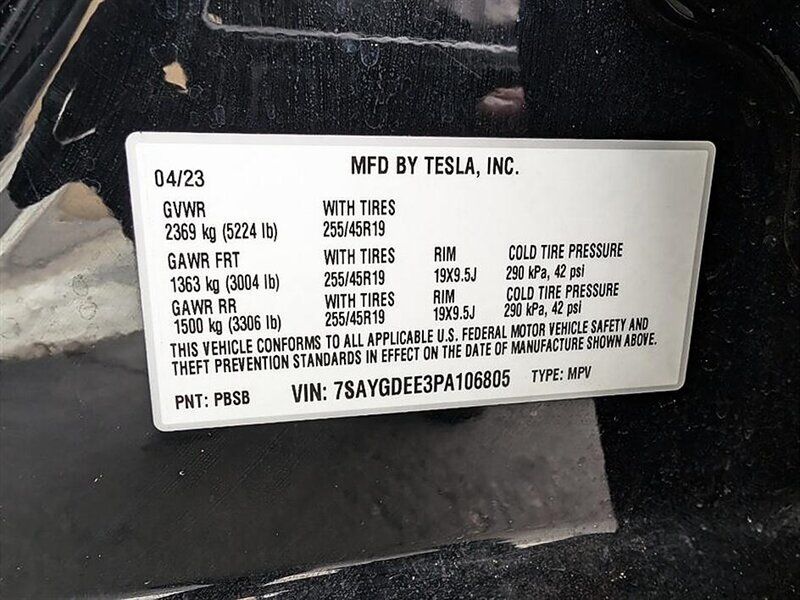 04/23 MFD BY TESLA, INC.
GVWR WITH TIRES
2369 kg (5224 lb) 255/45R19
GAWR FRT WITH TIRES RIM COLD TIRE PRESSURE
1363 kg (3004 lb) 255/45R19 19X9.5J 290 kPa, 42 psi
GAWR RR WITH TIRES RIM COLD TIRE PRESSURE
1500 kg (3306 lb) 255/45R19 19X9.5J 290 kPa, 42 psi
THIS VEHICLE CONFORMS TO ALL APPLICABLE U.S. FEDERAL MOTOR VEHICLE SAFETY AND
THEFT PREVENTION STANDARDS IN EFFECT ON THE DATE OF MANUFACTURE SHOWN ABOVE.
PNT: PBSB VIN: 7SAYGDEE3PA106805 TYPE: MPV